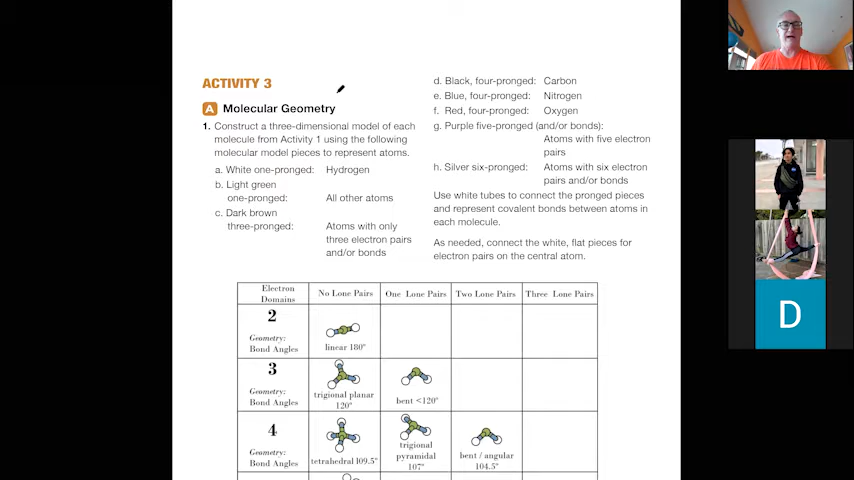 ACTIVITY 3
A Molecular Geometry
1. Construct a three-dimensional model of each
molecule from Activity 1 using the following
molecular model pieces to represent atoms.
a. White one-pronged: Hydrogen
b. Light green
one-pronged: All other atoms
c. Dark brown
three-pronged: Atoms with only
three electron pairs
and/or bonds
d. Black, four-pronged: Carbon
e. Blue, four-pronged: Nitrogen
f. Red, four-pronged: Oxygen
g. Purple five-pronged (and/or bonds):
Atoms with five electron
pairs
h. Silver six-pronged: Atoms with six electron
pairs and/or bonds
Use white tubes to connect the pronged pieces
and represent covalent bonds between atoms in
each molecule.
As needed, connect the white, flat pieces for
electron pairs on the central atom.
Electron
Domains
No Lone Pairs
One Lone Pairs
Two Lone Pairs
Three Lone Pairs
2
Geometry:
Bond Angles
linear 180°
3
Geometry:
Bond Angles
trigional planar
120°
bent <120°
4
Geometry:
Bond Angles
tetrahedral 109.5°
trigional
pyramidal
107°
bent / angular
104.5°
D